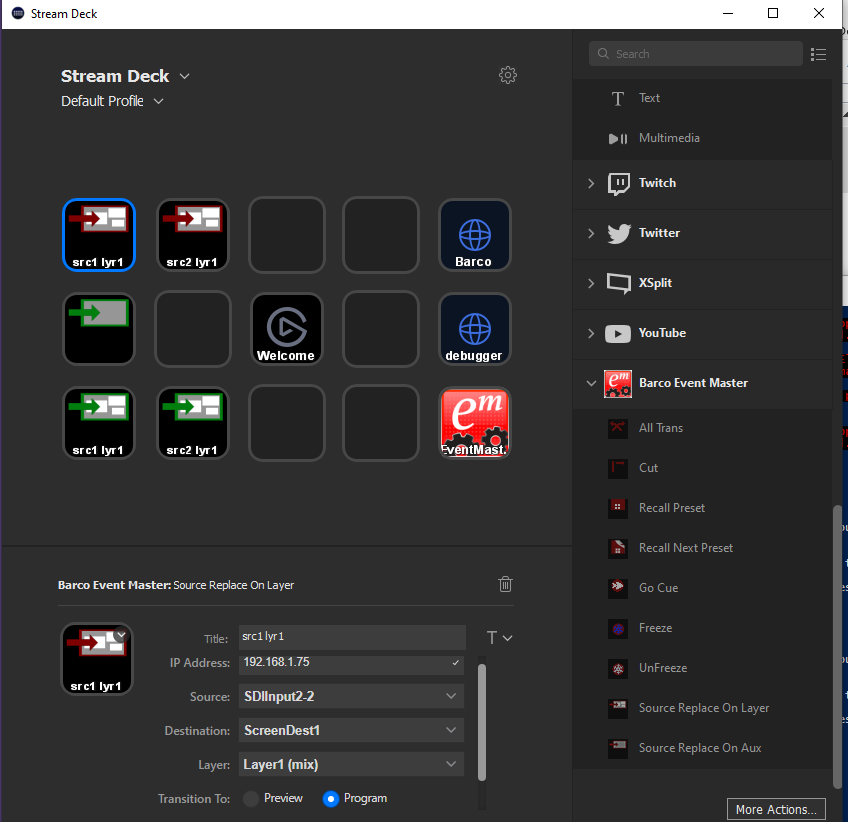 Stream Deck
Search
Stream Deck
Default Profile
Text
Multimedia
Twitch
Twitter
XSplit
YouTube
src1 lyr1
src2 lyr1
Barco
Welcome
debugger
src1 lyr1
src2 lyr1
em
EventMast.
em
Barco Event Master
All Trans
Cut
Recall Preset
Recall Next Preset
Go Cue
Freeze
UnFreeze
Source Replace On Layer
Source Replace On Aux
More Actions...
Barco Event Master: Source Replace On Layer
src1 lyr1
Title: src1 lyr1
T
IP Address: 192.168.1.75
Source: SDIInput2-2
Destination: ScreenDest1
Layer: Layer1 (mix)
Transition To: Preview Program